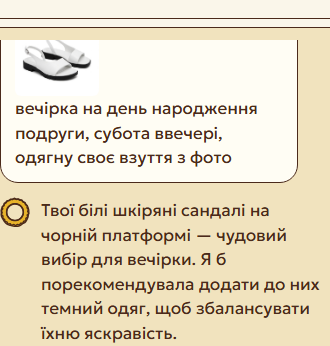 вечірка на день народження
подруги, субота ввечері,
одягну своє взуття з фото
Твої білі шкіряні сандалі на
чорній платформі — чудовий
вибір для вечірки. Я б
порекомендувала додати до них
темний одяг, щоб збалансувати
їхню яскравість.